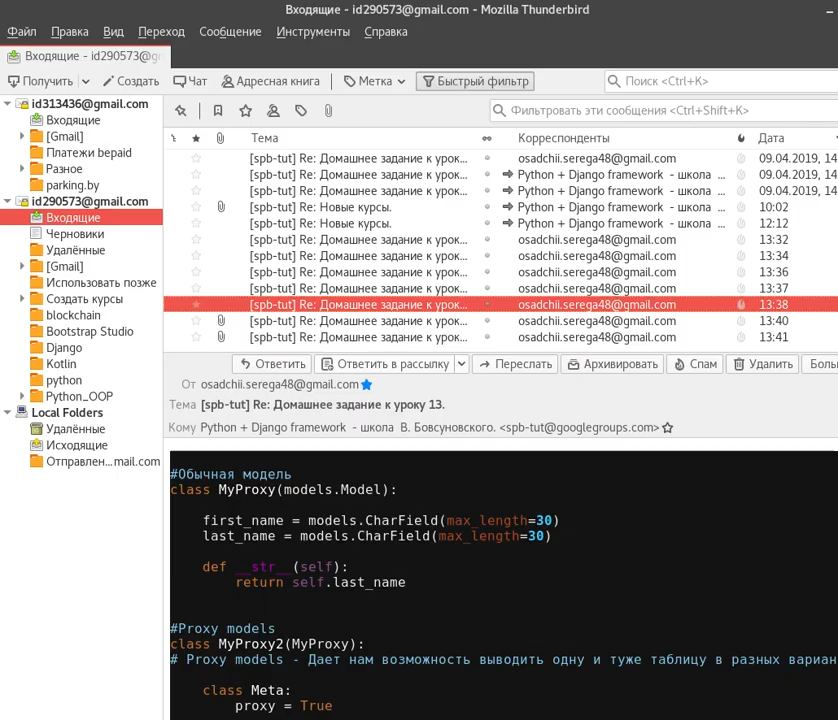 Входящие - id290573@gmail.com - Mozilla Thunderbird
Файл Правка Вид Переход Сообщение Инструменты Справка
Входящие - id290573@gm
Получить Создать Чат Адресная книга Метка Быстрый фильтр Поиск <Ctrl+K>
id313436@gmail.com
Входящие
[Gmail]
Платежи bepaid
Разное
parking.by
id290573@gmail.com
Входящие
Черновики
Удалённые
[Gmail]
Использовать позже
Создать курсы
blockchain
Bootstrap Studio
Django
Kotlin
python
Python_OOP
Local Folders
Удалённые
Исходящие
Отправлен...mail.com
Фильтровать эти сообщения <Ctrl+Shift+K>
Тема Корреспонденты Дата
[spb-tut] Re: Домашнее задание к урок... osadchii.serega48@gmail.com 09.04.2019, 14
[spb-tut] Re: Домашнее задание к урок... Python + Django framework - школа ... 09.04.2019, 14
[spb-tut] Re: Домашнее задание к урок... Python + Django framework - школа ... 09.04.2019, 14
[spb-tut] Re: Новые курсы. Python + Django framework - школа ... 10:02
[spb-tut] Re: Новые курсы. Python + Django framework - школа ... 12:12
[spb-tut] Re: Домашнее задание к урок... osadchii.serega48@gmail.com 13:32
[spb-tut] Re: Домашнее задание к урок... osadchii.serega48@gmail.com 13:34
[spb-tut] Re: Домашнее задание к урок... osadchii.serega48@gmail.com 13:36
[spb-tut] Re: Домашнее задание к урок... osadchii.serega48@gmail.com 13:37
[spb-tut] Re: Домашнее задание к урок... osadchii.serega48@gmail.com 13:38
[spb-tut] Re: Домашнее задание к урок... osadchii.serega48@gmail.com 13:40
[spb-tut] Re: Домашнее задание к урок... osadchii.serega48@gmail.com 13:41
Ответить Ответить в рассылку Переслать Архивировать Спам Удалить Боль
От osadchii.serega48@gmail.com
Тема [spb-tut] Re: Домашнее задание к уроку 13.
Кому Python + Django framework - школа В. Бовсуновского. <spb-tut@googlegroups.com>
#Обычная модель
class MyProxy(models.Model):
first_name = models.CharField(max_length=30)
last_name = models.CharField(max_length=30)
def __str__(self):
return self.last_name
#Proxy models
class MyProxy2(MyProxy):
# Proxy models - Дает нам возможность выводить одну и туже таблицу в разных вариан
class Meta:
proxy = True